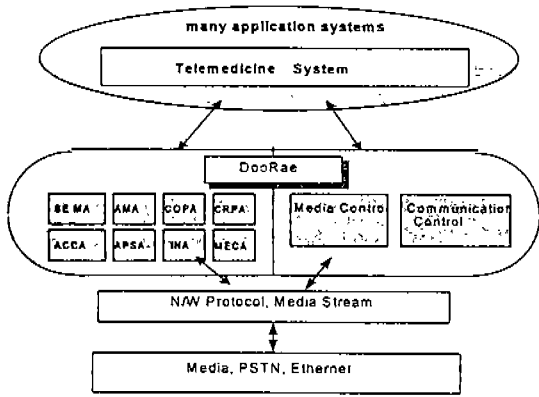 many application systems
Telemedicine System
DooRae
SEMA AMA COPA CRPA
Media Control
Communication Control
ACCA APSA INA MECA
N/W Protocol, Media Stream
Media, PSTN, Ethernet